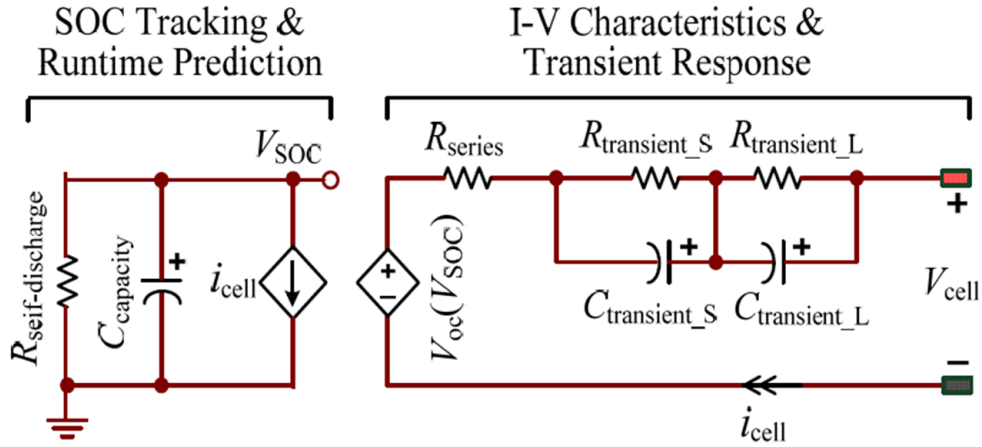 SOC Tracking &
Runtime Prediction
I-V Characteristics &
Transient Response
V_SOC
R_series
R_transient_S
R_transient_L
R_seif-discharge
C_capacity
+
i_cell
+
−
V_oc(V_SOC)
+
C_transient_S
+
C_transient_L
+
V_cell
−
i_cell